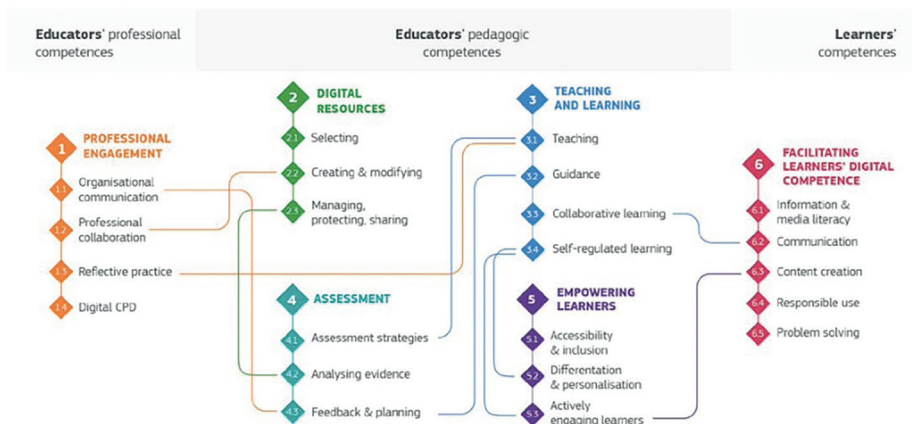 Educators' professional
competences
Educators' pedagogic
competences
Learners'
competences
1
PROFESSIONAL
ENGAGEMENT
1.1
Organisational
communication
1.2
Professional
collaboration
1.3
Reflective practice
1.4
Digital CPD
2
DIGITAL
RESOURCES
2.1
Selecting
2.2
Creating & modifying
2.3
Managing,
protecting, sharing
4
ASSESSMENT
4.1
Assessment strategies
4.2
Analysing evidence
4.3
Feedback & planning
3
TEACHING
AND LEARNING
3.1
Teaching
3.2
Guidance
3.3
Collaborative learning
3.4
Self-regulated learning
5
EMPOWERING
LEARNERS
5.1
Accessibility
& inclusion
5.2
Differentation
& personalisation
5.3
Actively
engaging learners
6
FACILITATING
LEARNERS' DIGITAL
COMPETENCE
6.1
Information &
media literacy
6.2
Communication
6.3
Content creation
6.4
Responsible use
6.5
Problem solving